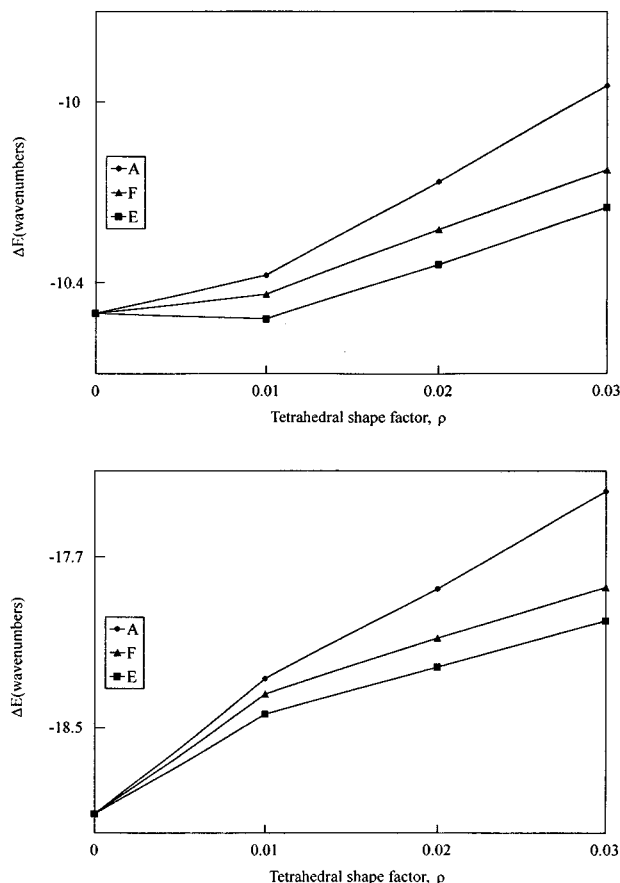 -10
ΔE(wavenumbers)
A
F
E
-10.4
0
0.01
0.02
0.03
Tetrahedral shape factor, ρ
-17.7
ΔE(wavenumbers)
A
F
E
-18.5
0
0.01
0.02
0.03
Tetrahedral shape factor, ρ